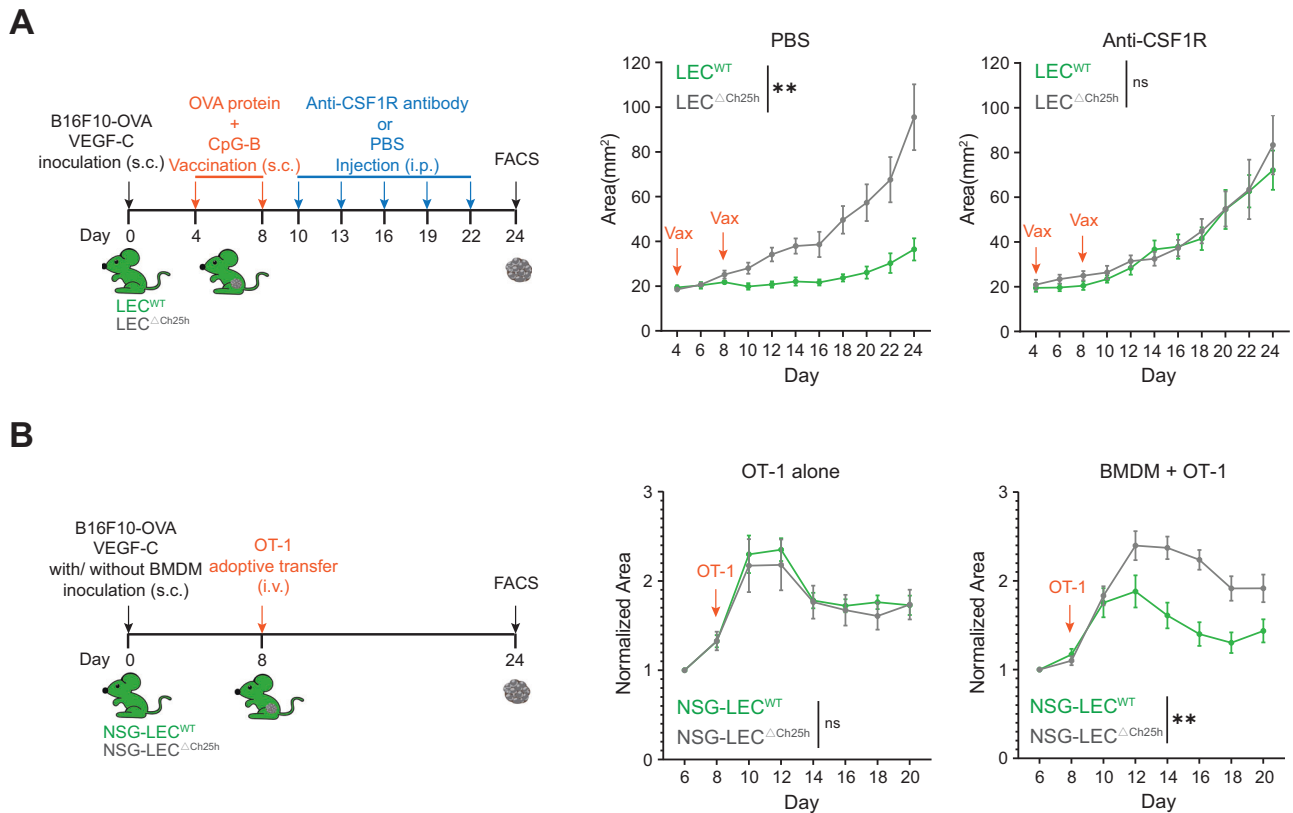 A
B16F10-OVA
VEGF-C
inoculation (s.c.)
OVA protein
+
CpG-B
Vaccination (s.c.)
Anti-CSF1R antibody
or
PBS
Injection (i.p.)
FACS
Day 0 4 8 10 13 16 19 22 24
LECWT
LEC△Ch25h
PBS
LECWT
LEC△Ch25h
**
Area(mm2)
120
100
80
60
40
20
0
Vax
Vax
4 6 8 10 12 14 16 18 20 22 24
Day
Anti-CSF1R
LECWT
LEC△Ch25h
ns
Area(mm2)
120
100
80
60
40
20
0
Vax
Vax
4 6 8 10 12 14 16 18 20 22 24
Day
B
B16F10-OVA
VEGF-C
with/ without BMDM
inoculation (s.c.)
OT-1
adoptive transfer
(i.v.)
FACS
Day 0 8 24
NSG-LECWT
NSG-LEC△Ch25h
OT-1 alone
Normalized Area
3
2
1
0
OT-1
NSG-LECWT
NSG-LEC△Ch25h
ns
6 8 10 12 14 16 18 20
Day
BMDM + OT-1
Normalized Area
3
2
1
0
OT-1
NSG-LECWT
NSG-LEC△Ch25h
**
6 8 10 12 14 16 18 20
Day